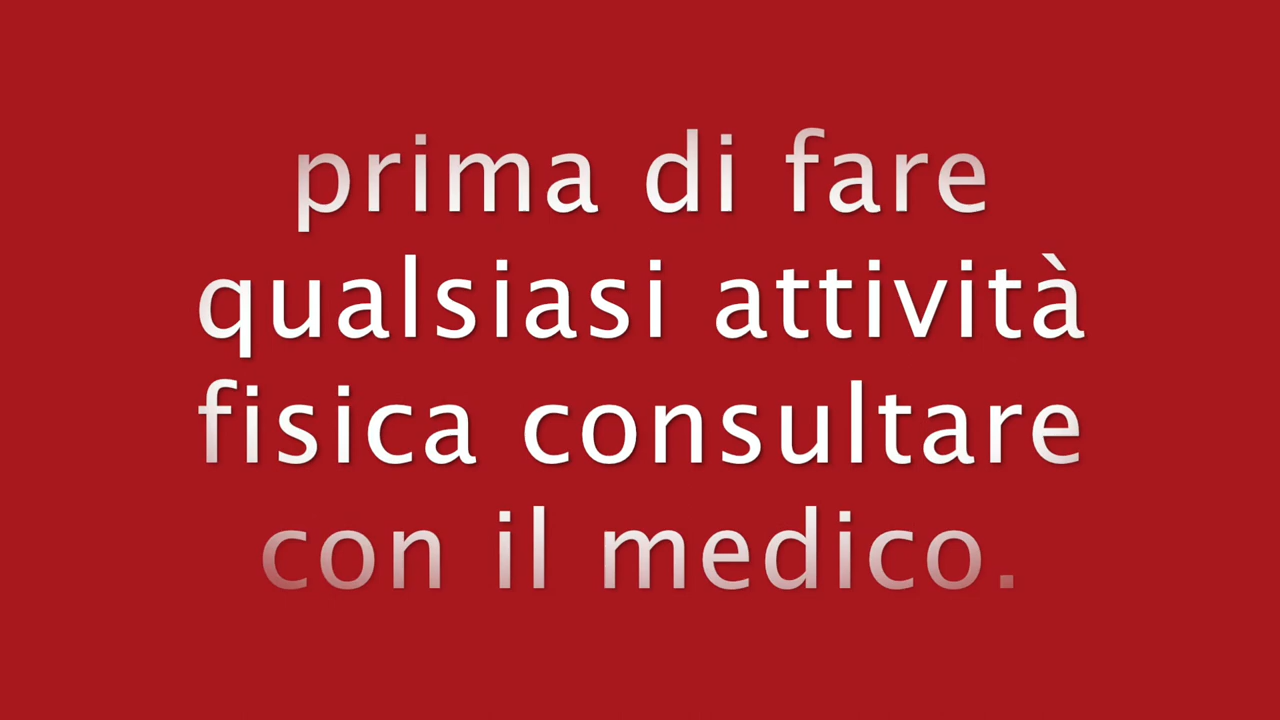 prima di fare
qualsiasi attività
fisica consultare
con il medico.